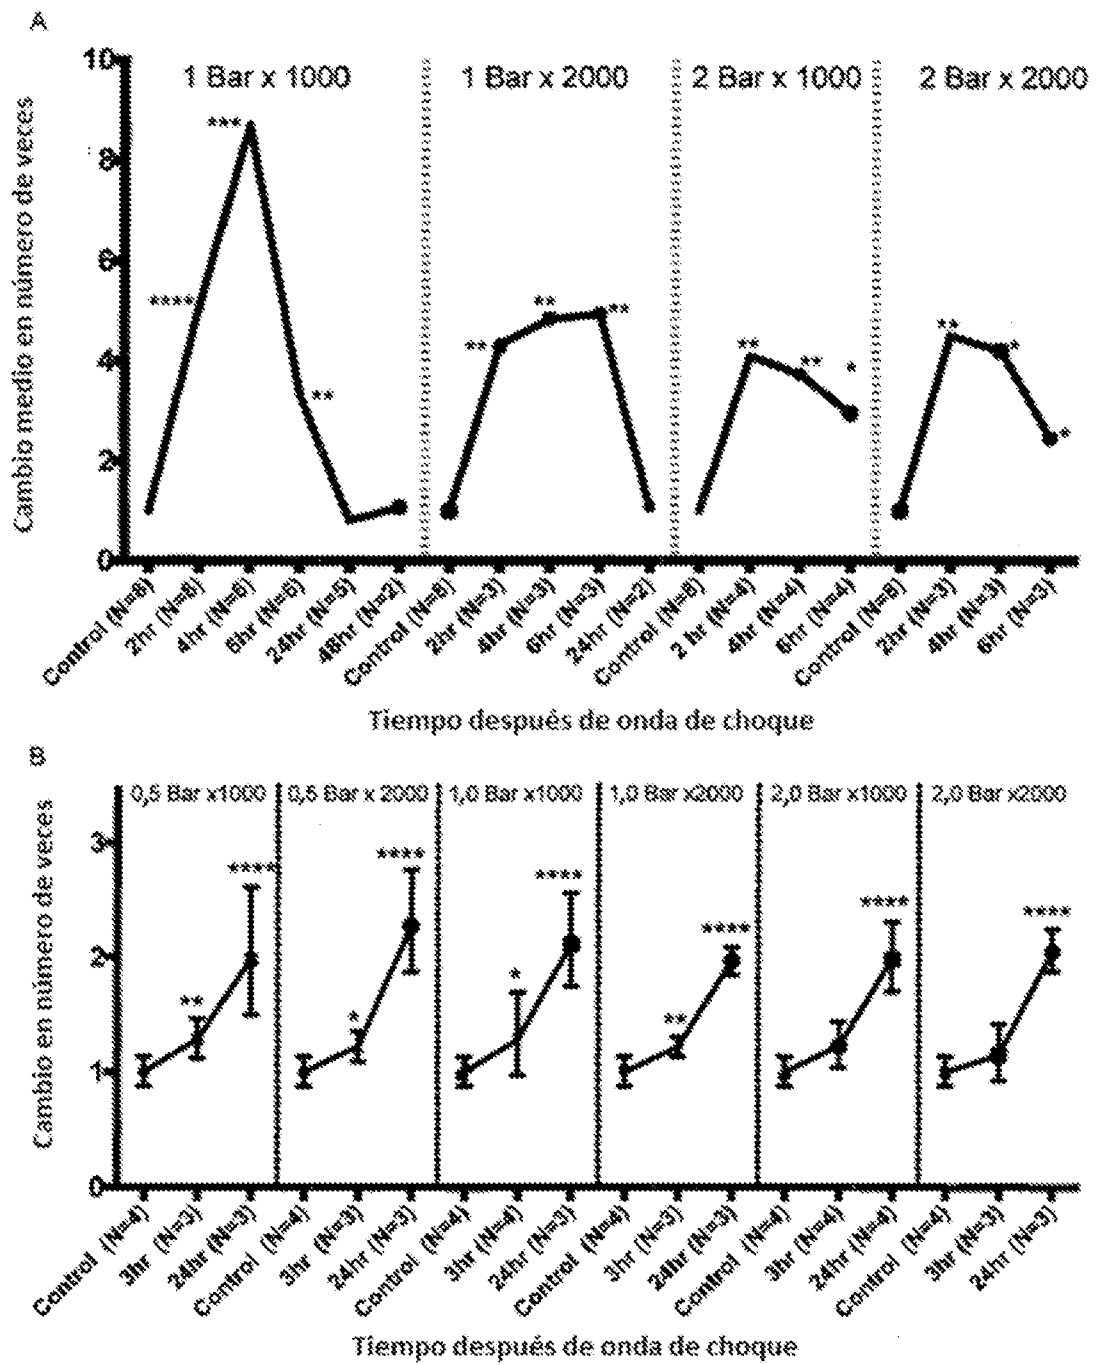 A
10
8
6
4
2
0
Cambio medio en número de veces
1 Bar x 1000
1 Bar x 2000
2 Bar x 1000
2 Bar x 2000
****
***
**
**
**
**
**
**
*
**
*
*
Control (N=8)
2hr (N=6)
4hr (N=6)
6hr (N=6)
24hr (N=5)
48hr (N=2)
Control (N=8)
2hr (N=3)
4hr (N=3)
6hr (N=3)
24hr (N=2)
Control (N=8)
2 hr (N=4)
4hr (N=4)
6hr (N=4)
Control (N=8)
2hr (N=3)
4hr (N=3)
6hr (N=3)
Tiempo después de onda de choque
B
3
2
1
0
Cambio en número de veces
0,5 Bar x1000
0,5 Bar x 2000
1,0 Bar x1000
1,0 Bar x2000
2,0 Bar x1000
2,0 Bar x2000
**
****
*
****
*
****
**
****
****
****
Control (N=4)
3hr (N=3)
24hr (N=3)
Control (N=4)
3hr (N=3)
24hr (N=3)
Control (N=4)
3hr (N=4)
24hr (N=3)
Control (N=4)
3hr (N=3)
24hr (N=3)
Control (N=4)
3hr (N=4)
24hr (N=4)
Control (N=4)
3hr (N=3)
24hr (N=3)
Tiempo después de onda de choque